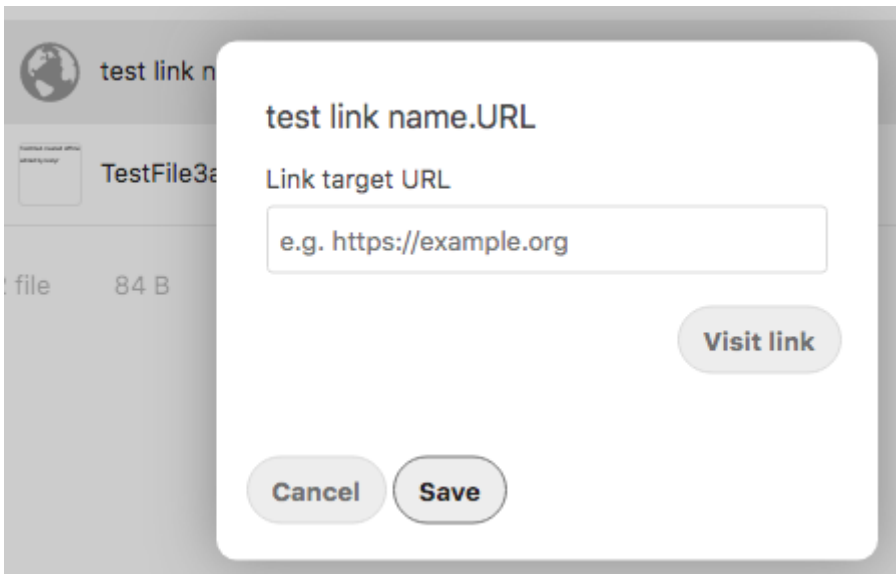 test link n
test link name.URL
Link target URL
TestFile3a
e.g. https://example.org
file
84 B
Visit link
Cancel
Save